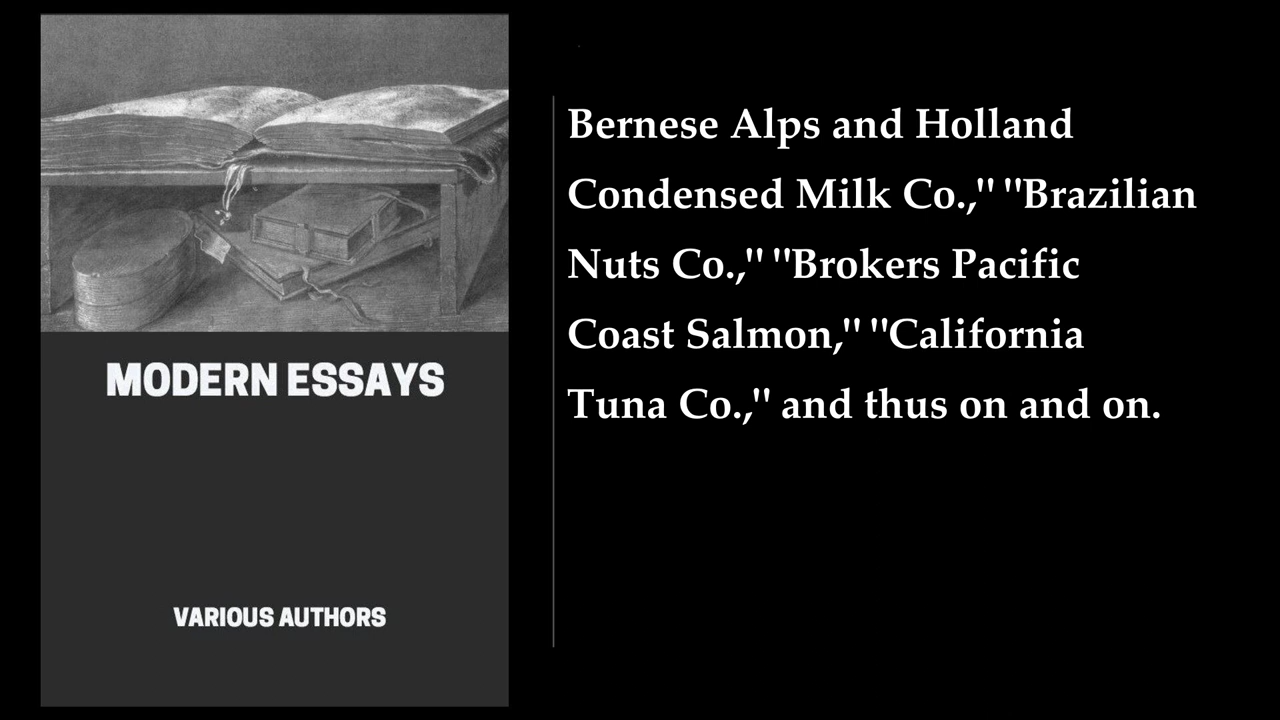 MODERN ESSAYS
VARIOUS AUTHORS
Bernese Alps and Holland
Condensed Milk Co.," "Brazilian
Nuts Co.," "Brokers Pacific
Coast Salmon," "California
Tuna Co.," and thus on and on.